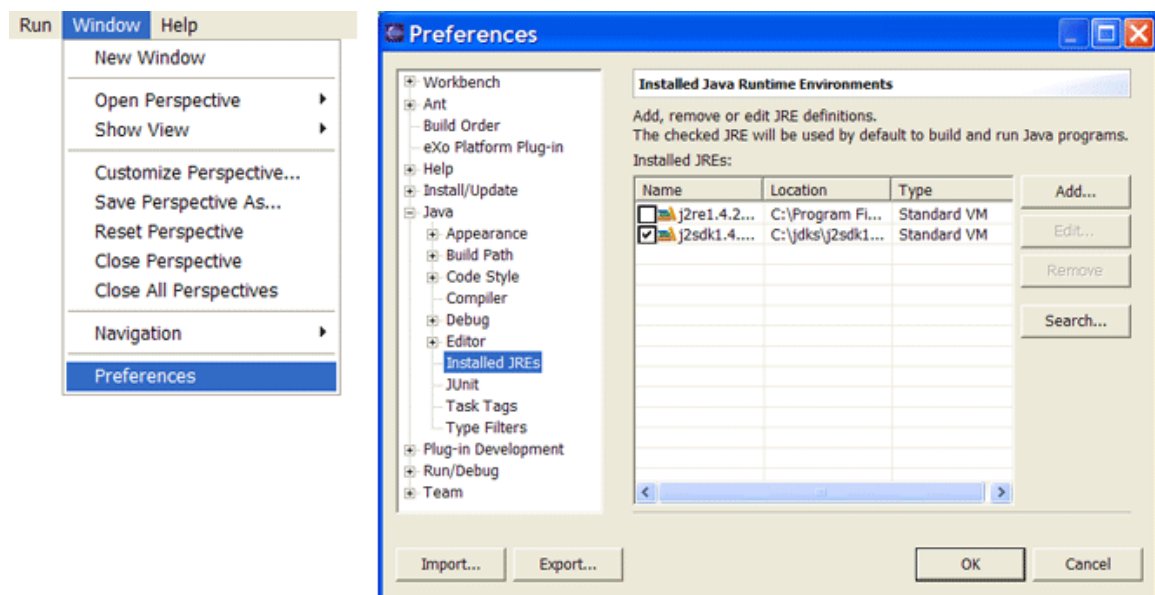 Run Window Help
New Window
Open Perspective
Show View
Customize Perspective...
Save Perspective As...
Reset Perspective
Close Perspective
Close All Perspectives
Navigation
Preferences
Preferences
Workbench
Ant
Build Order
eXo Platform Plug-in
Help
Install/Update
Java
Appearance
Build Path
Code Style
Compiler
Debug
Editor
Installed JREs
JUnit
Task Tags
Type Filters
Plug-in Development
Run/Debug
Team
Installed Java Runtime Environments
Add, remove or edit JRE definitions.
The checked JRE will be used by default to build and run Java programs.
Installed JREs:
Name Location Type
j2re1.4.2... C:\Program Fi... Standard VM
j2sdk1.4.... C:\jdks\j2sdk1... Standard VM
Add...
Edit...
Remove
Search...
Import... Export... OK Cancel